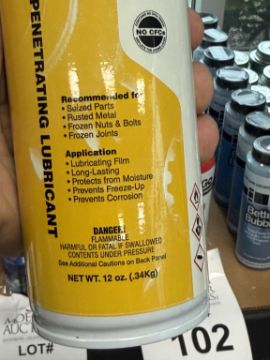 NO CFCs
PENETRATING LUBRICANT
Recommended for
• Seized Parts
• Rusted Metal
• Frozen Nuts & Bolts
• Frozen Joints
Application
• Lubricating Film
• Long-Lasting
• Protects from Moisture
• Prevents Freeze-Up
• Prevents Corrosion
DANGER:
FLAMMABLE
HARMFUL OR FATAL IF SWALLOWED
CONTENTS UNDER PRESSURE
See Additional Cautions on Back Panel
NET WT. 12 oz. (.34Kg)
LOT#
102